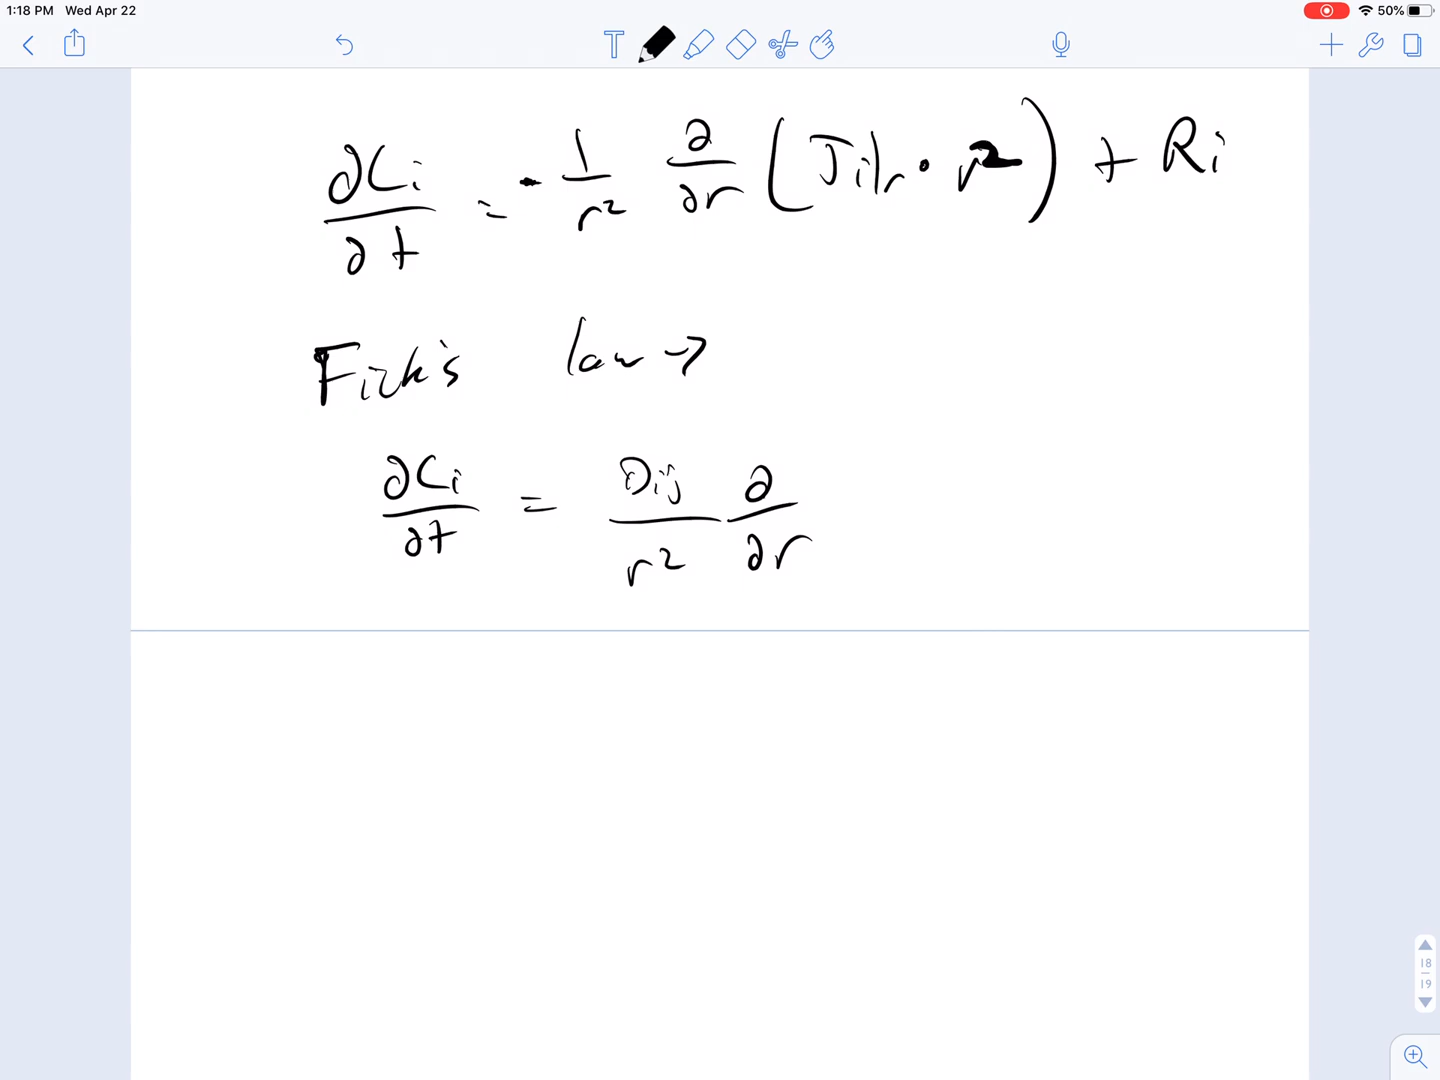 1:18 PM Wed Apr 22 50%
T
∂Ci/∂t = - 1/r² ∂/∂r (Ji|r · r²) + Ri
Fick's law →
∂Ci/∂t = Dij/r² ∂/∂r
18
19